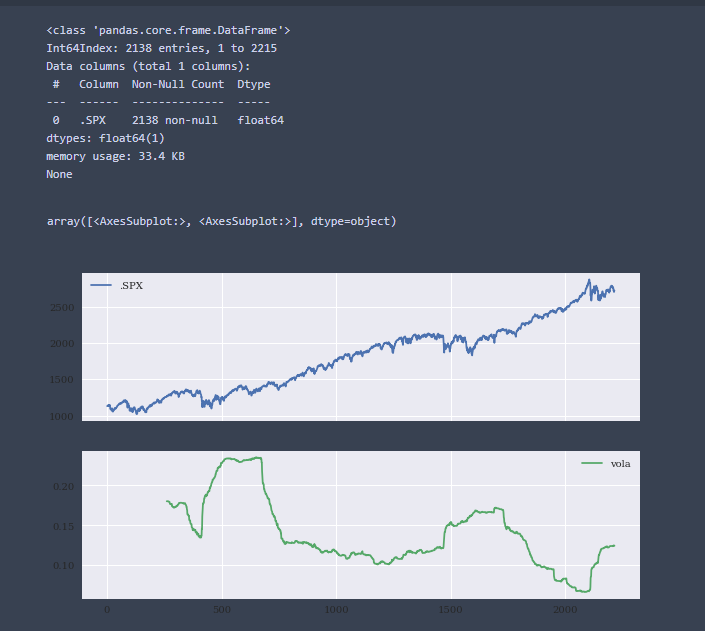 <class 'pandas.core.frame.DataFrame'>
Int64Index: 2138 entries, 1 to 2215
Data columns (total 1 columns):
 #   Column  Non-Null Count  Dtype
---  ------  --------------  -----
 0   .SPX    2138 non-null   float64
dtypes: float64(1)
memory usage: 33.4 KB
None
array([<AxesSubplot:>, <AxesSubplot:>], dtype=object)
.SPX
2500
2000
1500
1000
vola
0.20
0.15
0.10
0 500 1000 1500 2000